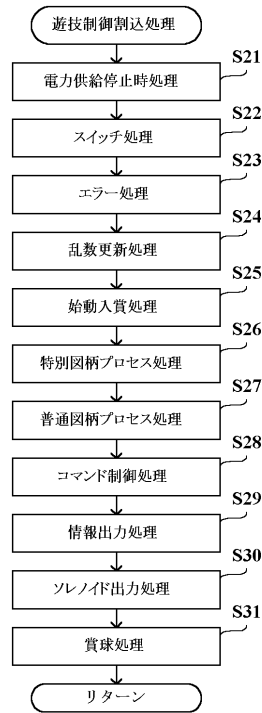 遊技制御割込処理
S21
電力供給停止時処理
S22
スイッチ処理
S23
エラー処理
S24
乱数更新処理
S25
始動入賞処理
S26
特別図柄プロセス処理
S27
普通図柄プロセス処理
S28
コマンド制御処理
S29
情報出力処理
S30
ソレノイド出力処理
S31
賞球処理
リターン